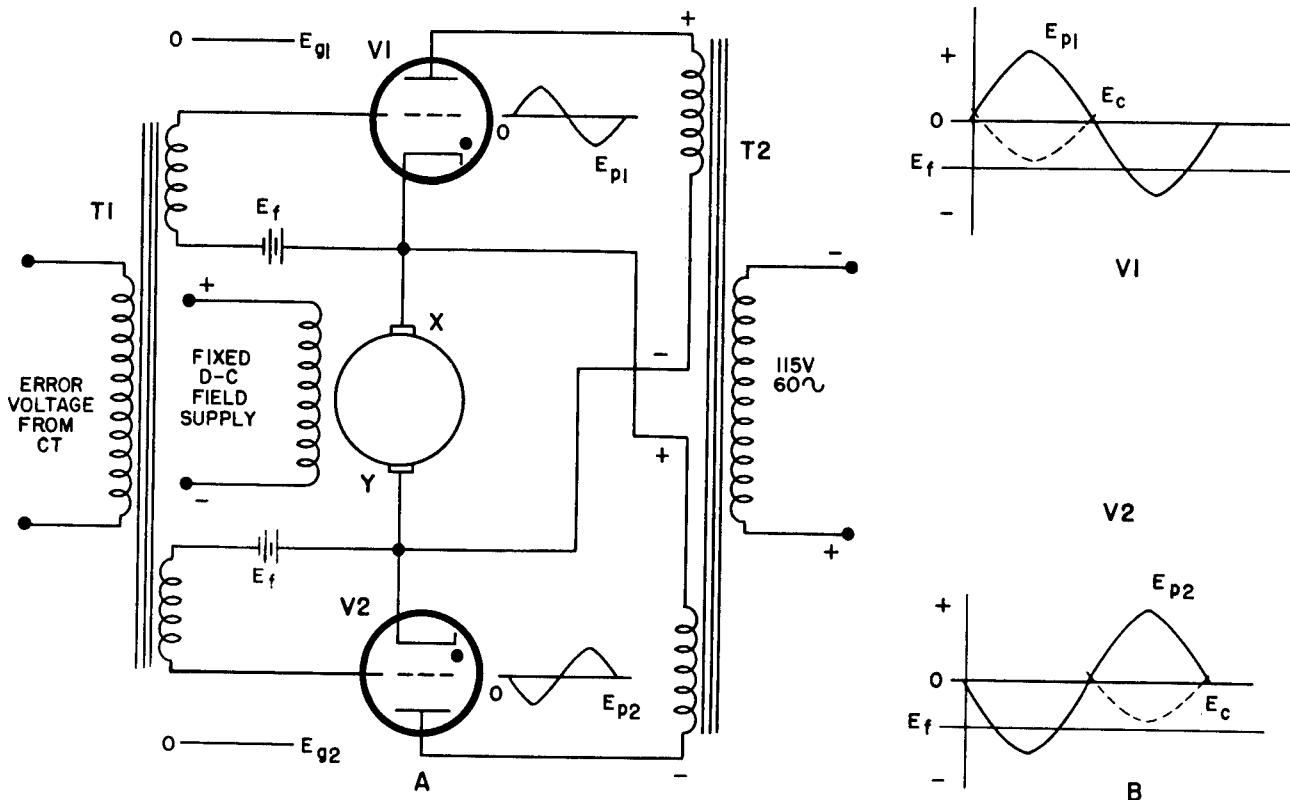 0 Eg1
V1
+
Ep1
0
Ep1
+
Ec
0
Ef
-
V1
T1
Ef
T2
+
FIXED
D-C
FIELD
SUPPLY
-
ERROR
VOLTAGE
FROM
CT
X
Y
-
+
-
115V
60~
+
V2
Ef
V2
0
Ep2
0 Eg2
A
-
+
Ep2
0
Ec
Ef
-
B